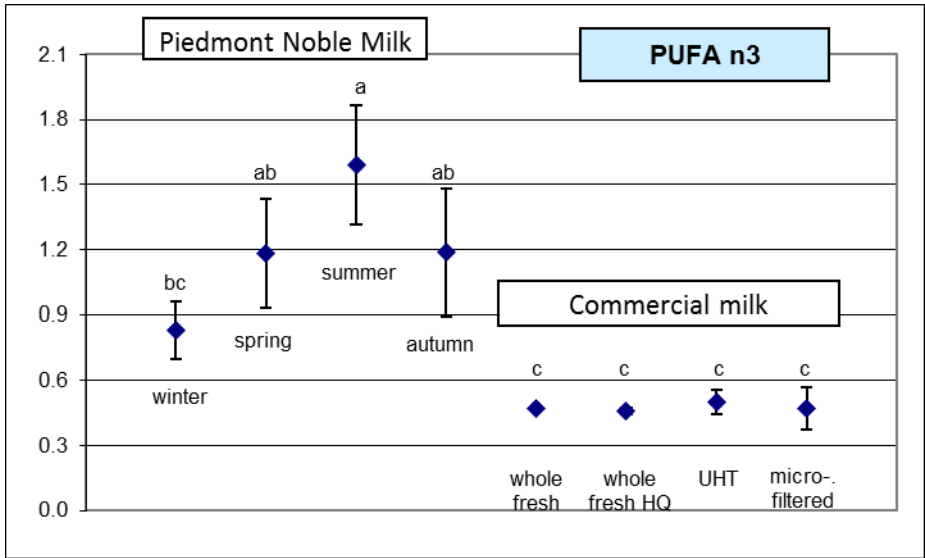 Piedmont Noble Milk
PUFA n3
2.1
1.8
1.5
1.2
0.9
0.6
0.3
0.0
a
ab
ab
bc
summer
spring
autumn
winter
Commercial milk
c
c
c
c
whole
fresh
whole
fresh HQ
UHT
micro-.
filtered